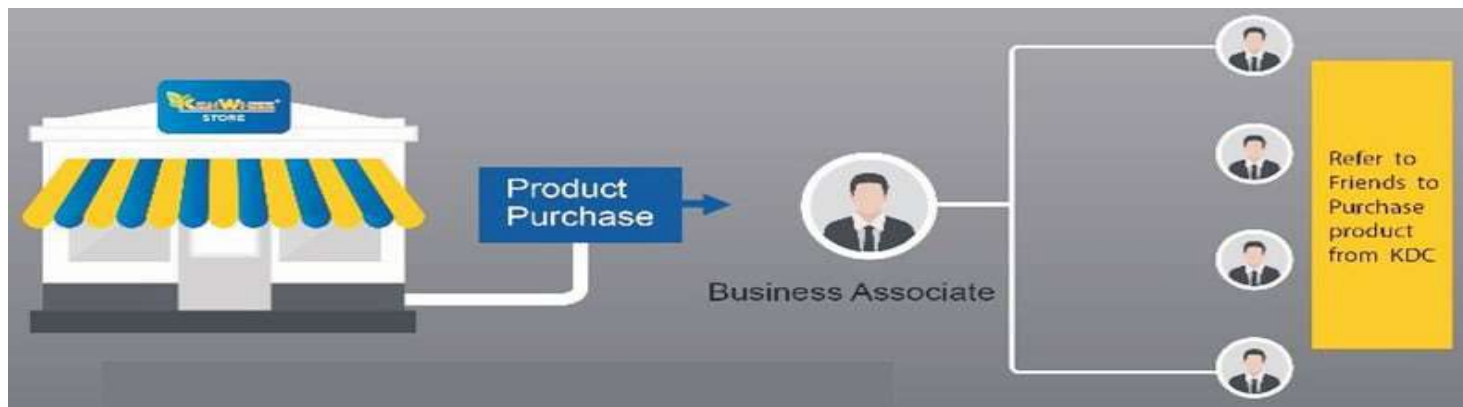 STORE
Product
Purchase
Business Associate
Refer to
Friends to
Purchase
product
from KDC